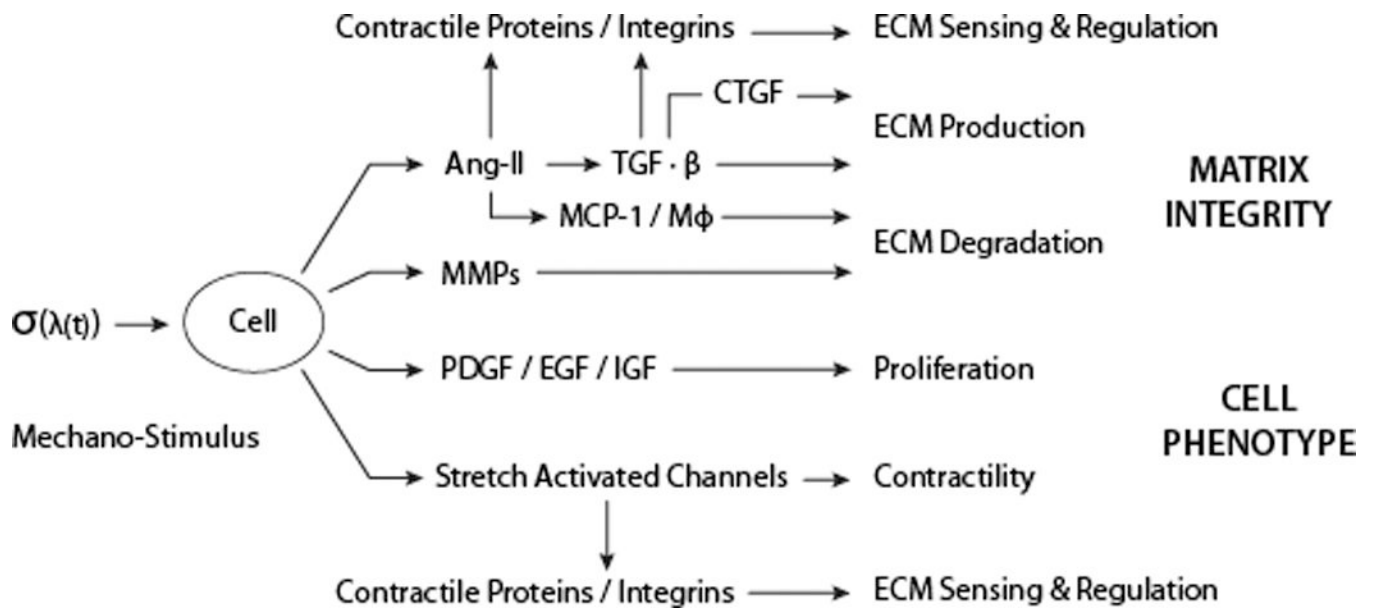 Contractile Proteins / Integrins
ECM Sensing & Regulation
CTGF
ECM Production
Ang-II
TGF · β
MATRIX
INTEGRITY
MCP-1 / Mϕ
ECM Degradation
MMPs
σ(λ(t))
Cell
PDGF / EGF / IGF
Proliferation
CELL
PHENOTYPE
Mechano-Stimulus
Stretch Activated Channels
Contractility
Contractile Proteins / Integrins
ECM Sensing & Regulation